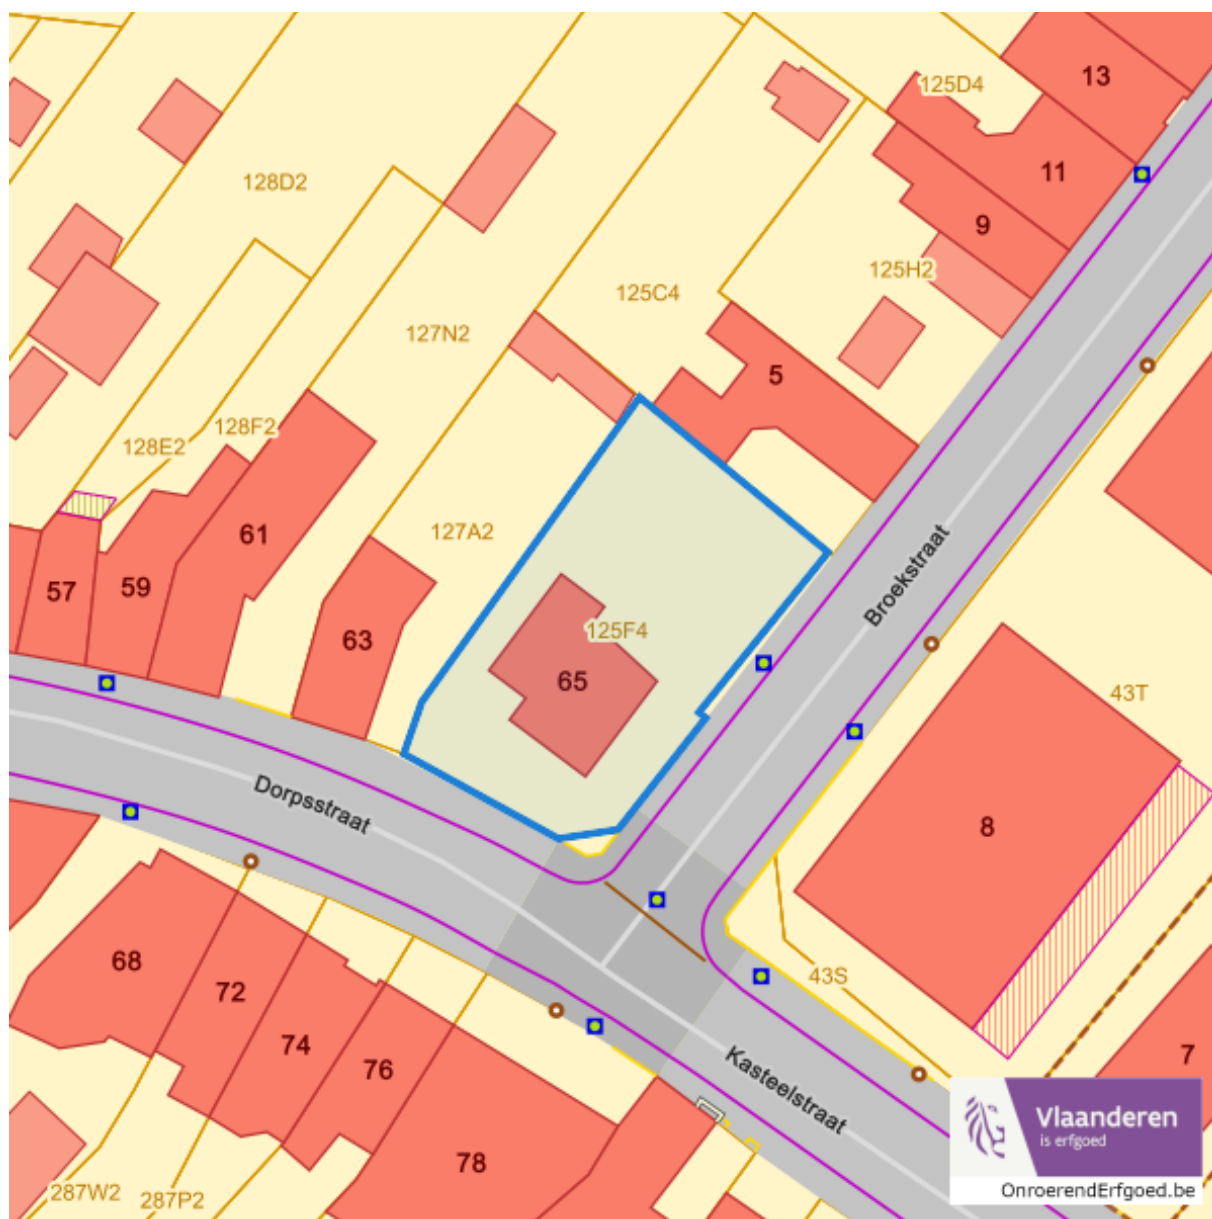 13
125D4
11
128D2
9
125H2
125C4
127N2
5
128F2
128E2
127A2
61
57
59
Broekstraat
63
125F4
65
43T
Dorpsstraat
8
68
43S
72
74
76
7
Kasteelstraat
78
287W2
287P2
Vlaanderen
is erfgoed
OnroerendErfgoed.be